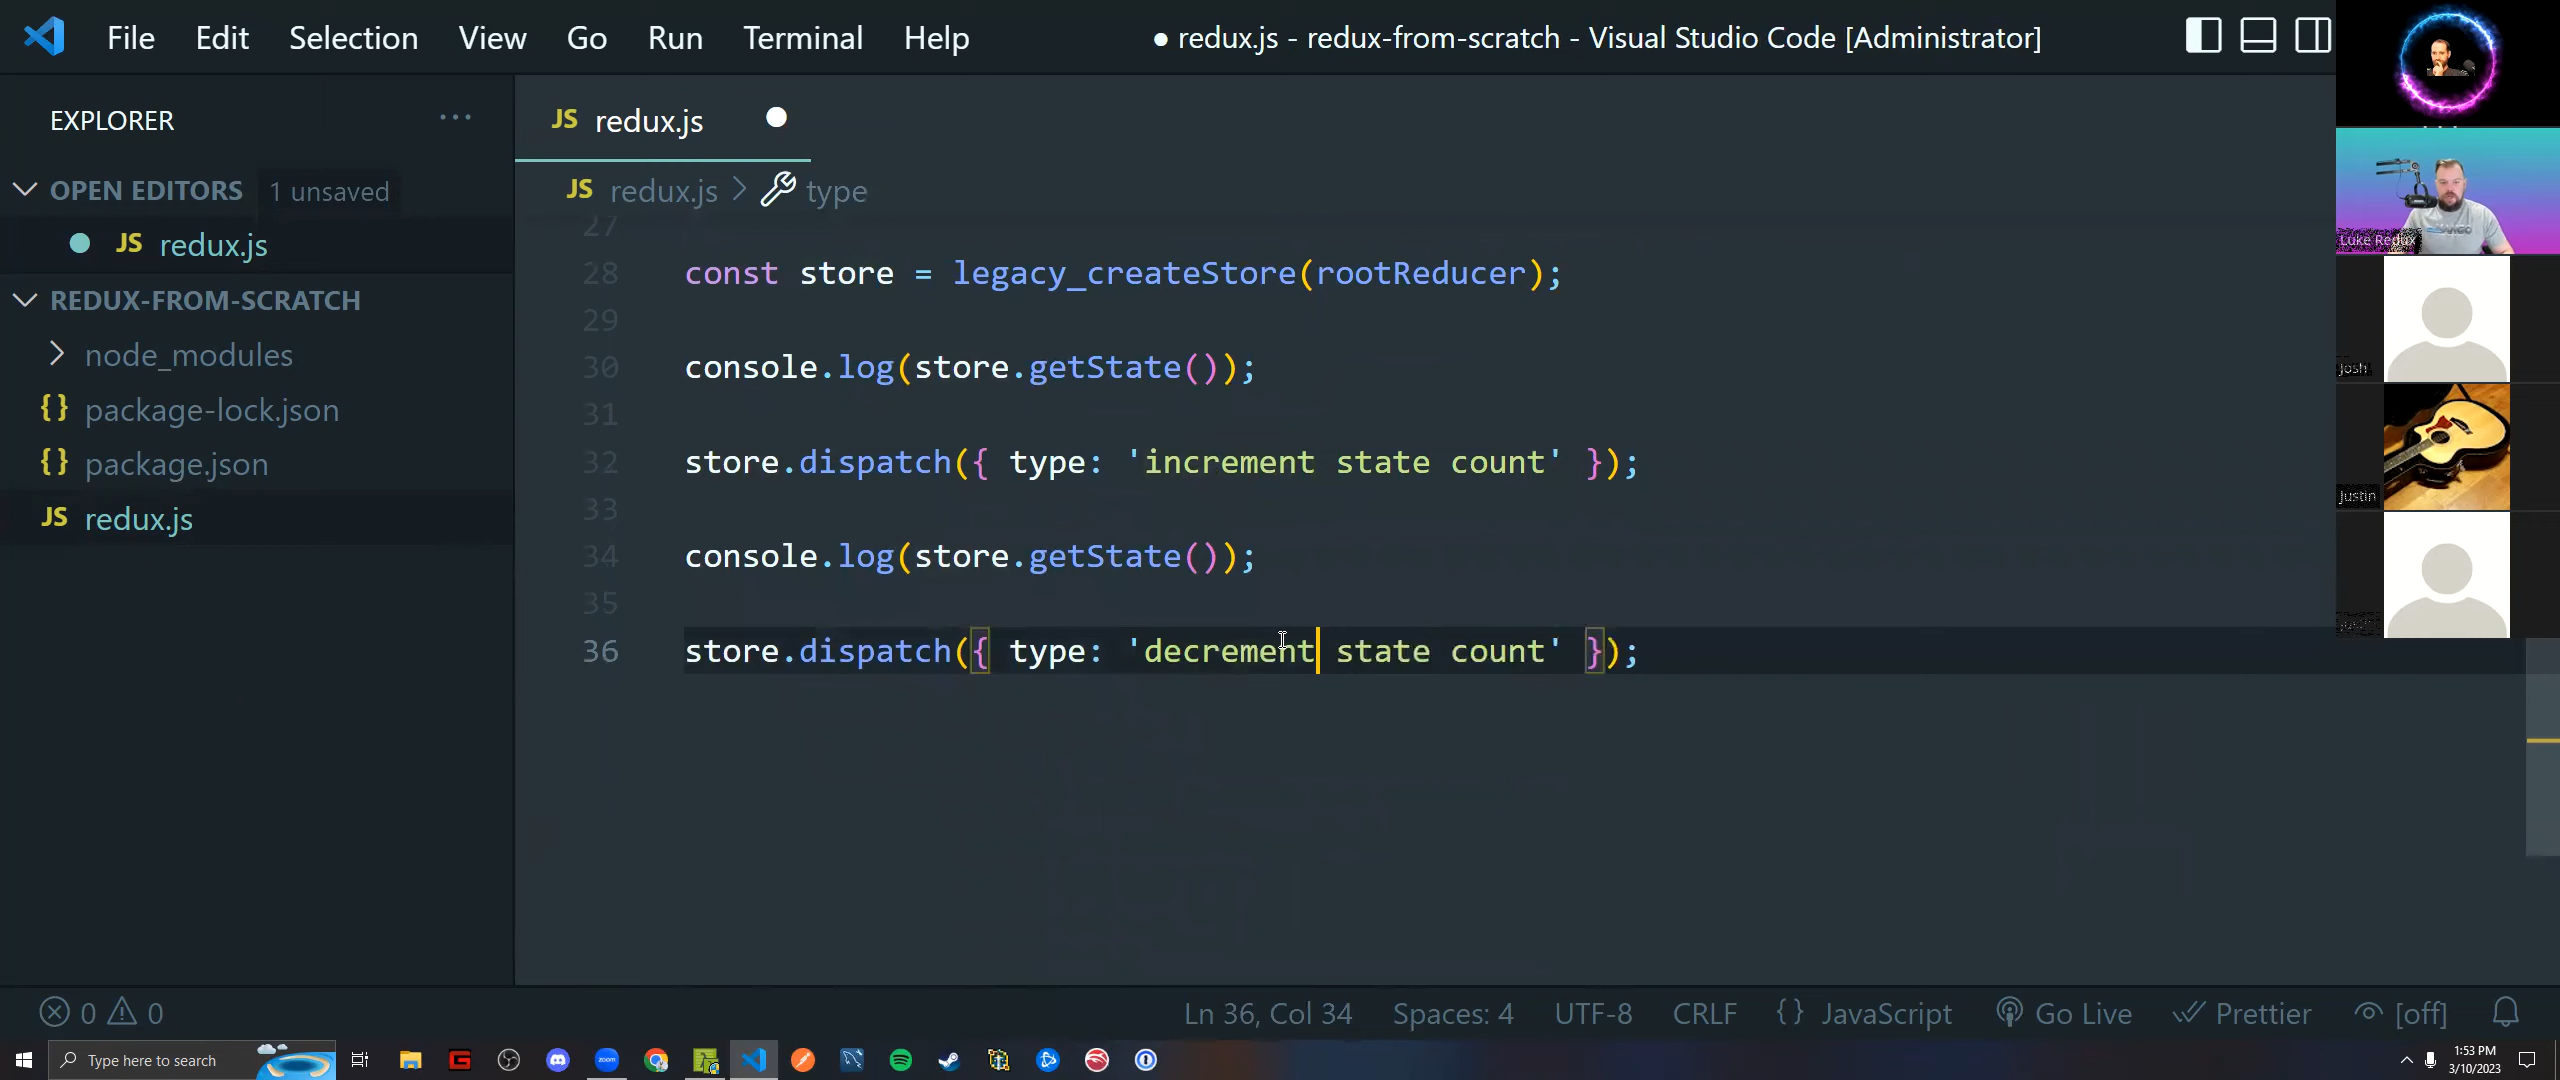 File Edit Selection View Go Run Terminal Help
● redux.js - redux-from-scratch - Visual Studio Code [Administrator]
EXPLORER ...
OPEN EDITORS 1 unsaved
JS redux.js
REDUX-FROM-SCRATCH
node_modules
{} package-lock.json
{} package.json
JS redux.js
JS redux.js
JS redux.js > type
27
28 const store = legacy_createStore(rootReducer);
29
30 console.log(store.getState());
31
32 store.dispatch({ type: 'increment state count' });
33
34 console.log(store.getState());
35
36 store.dispatch({ type: 'decrement state count' });
Luke Redux
Josh
Justin
0 0
Ln 36, Col 34 Spaces: 4 UTF-8 CRLF {} JavaScript Go Live Prettier [off]
Type here to search
zoom
1:53 PM
3/10/2023